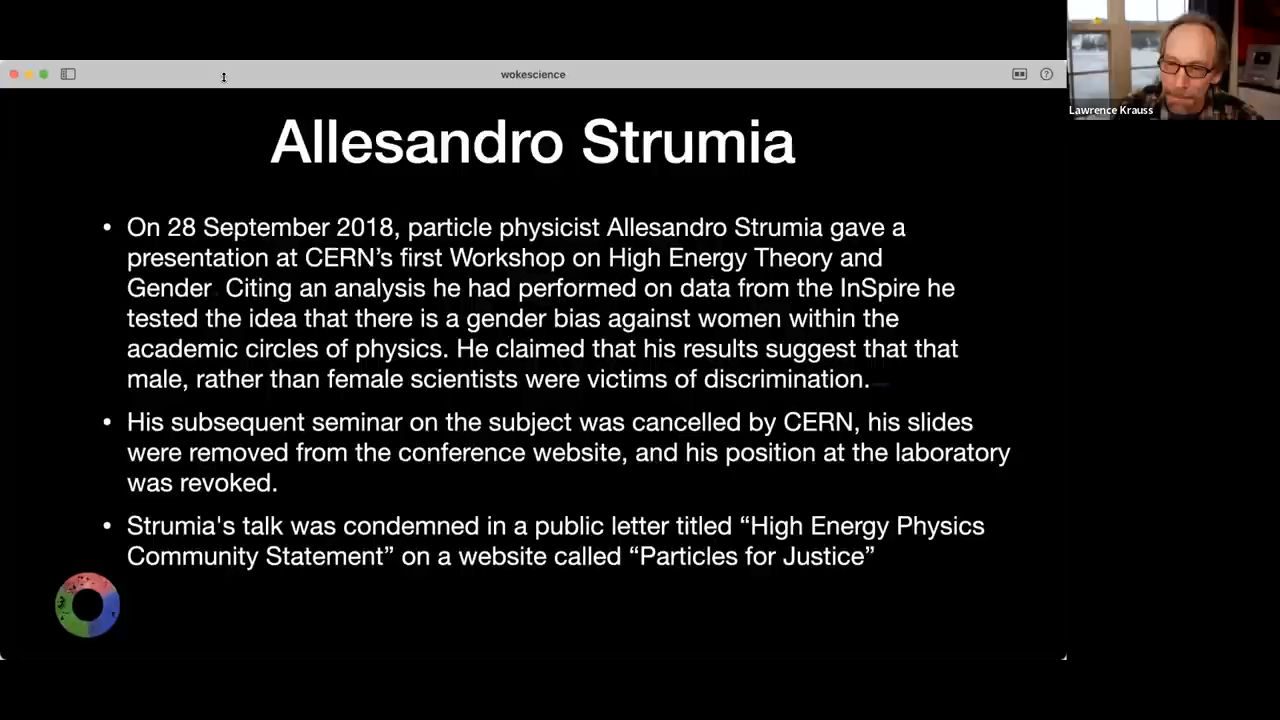 wokescience
Lawrence Krauss
Allesandro Strumia
• On 28 September 2018, particle physicist Allesandro Strumia gave a
presentation at CERN’s first Workshop on High Energy Theory and
Gender. Citing an analysis he had performed on data from the InSpire he
tested the idea that there is a gender bias against women within the
academic circles of physics. He claimed that his results suggest that that
male, rather than female scientists were victims of discrimination.
• His subsequent seminar on the subject was cancelled by CERN, his slides
were removed from the conference website, and his position at the laboratory
was revoked.
• Strumia's talk was condemned in a public letter titled “High Energy Physics
Community Statement” on a website called “Particles for Justice”